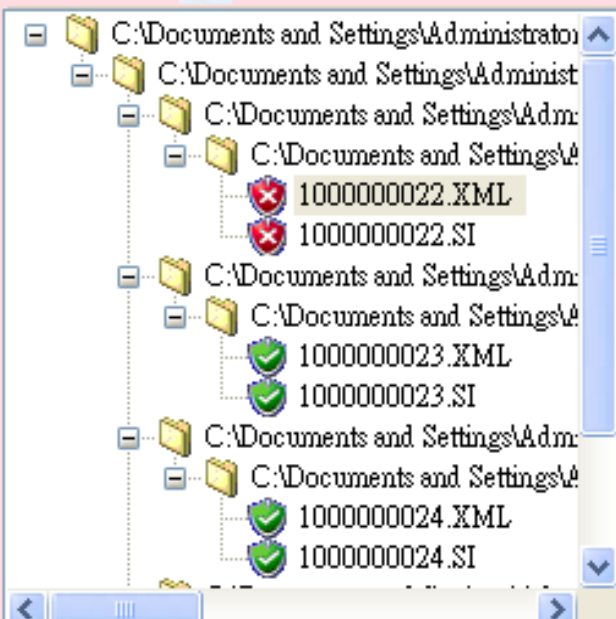 C:\Documents and Settings\Administrator
C:\Documents and Settings\Administ
C:\Documents and Settings\Adm
C:\Documents and Settings\A
1000000022.XML
1000000022.SI
C:\Documents and Settings\Adm
C:\Documents and Settings\A
1000000023.XML
1000000023.SI
C:\Documents and Settings\Adm
C:\Documents and Settings\A
1000000024.XML
1000000024.SI